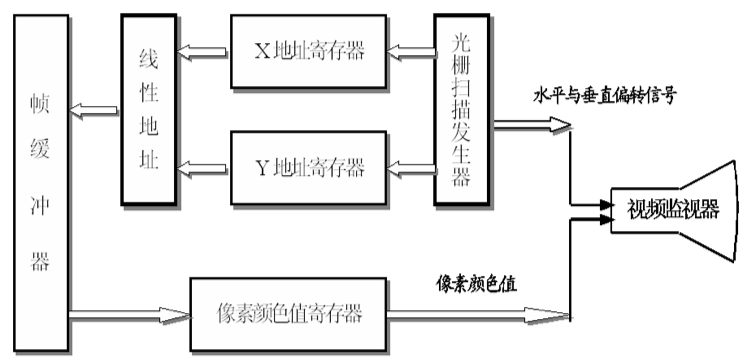 帧缓冲器
线性地址
X地址寄存器
Y地址寄存器
光栅扫描发生器
水平与垂直偏转信号
视频监视器
像素颜色值寄存器
像素颜色值